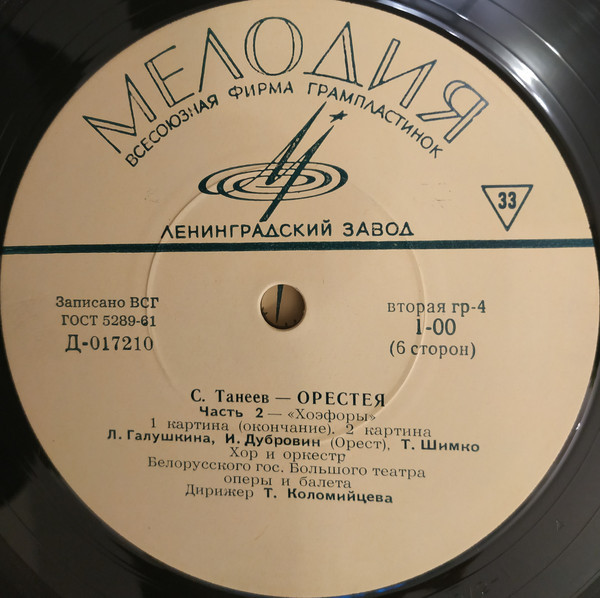 МЕЛОДИЯ
ВСЕСОЮЗНАЯ ФИРМА ГРАМПЛАСТИНОК
33
ЛЕНИНГРАДСКИЙ ЗАВОД
Записано ВСГ
ГОСТ 5289-61
Д-017210
вторая гр-4
1-00
(6 сторон)
С. Танеев — ОРЕСТЕЯ
Часть 2 — «Хоэфоры»
1 картина (окончание), 2 картина
Л. Галушкина, И. Дубровин (Орест), Т. Шимко
Хор и оркестр
Белорусского гос. Большого театра
оперы и балета
Дирижер Т. Коломийцева